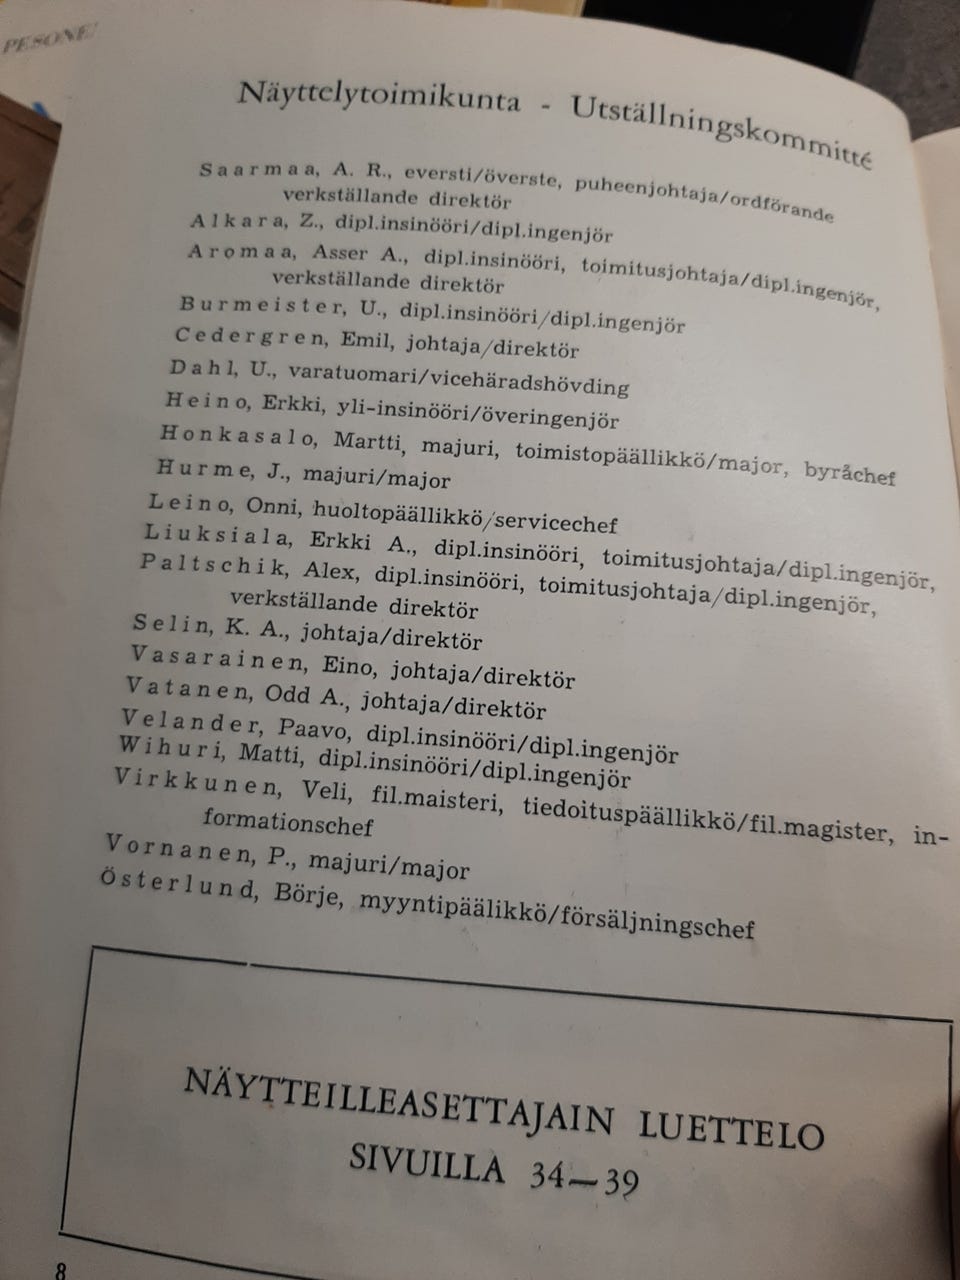 PESONE
Näyttelytoimikunta - Utställningskommitté
Saarmaa, A. R., eversti/överste, puheenjohtaja/ordförande
verkställande direktör
Alkara, Z., dipl.insinööri/dipl.ingenjör
Aromaa, Asser A., dipl.insinööri, toimitusjohtaja/dipl.ingenjör,
verkställande direktör
Burmeister, U., dipl.insinööri/dipl.ingenjör
Cedergren, Emil, johtaja/direktör
Dahl, U., varatuomari/vicehäradshövding
Heino, Erkki, yli-insinööri/överingenjör
Honkasalo, Martti, majuri, toimistopäällikkö/major, byråchef
Hurme, J., majuri/major
Leino, Onni, huoltopäällikkö/servicechef
Liuksiala, Erkki A., dipl.insinööri, toimitusjohtaja/dipl.ingenjör,
Paltschik, Alex, dipl.insinööri, toimitusjohtaja/dipl.ingenjör,
verkställande direktör
Selin, K. A., johtaja/direktör
Vasarainen, Eino, johtaja/direktör
Vatanen, Odd A., johtaja/direktör
Velander, Paavo, dipl.insinööri/dipl.ingenjör
Wihuri, Matti, dipl.insinööri/dipl.ingenjör
Virkkunen, Veli, fil.maisteri, tiedoituspäällikkö/fil.magister, in-
formationschef
Vornanen, P., majuri/major
Österlund, Börje, myyntipäälikkö/försäljningschef
NÄYTTEILLEASETTAJAIN LUETTELO
SIVUILLA 34—39
8